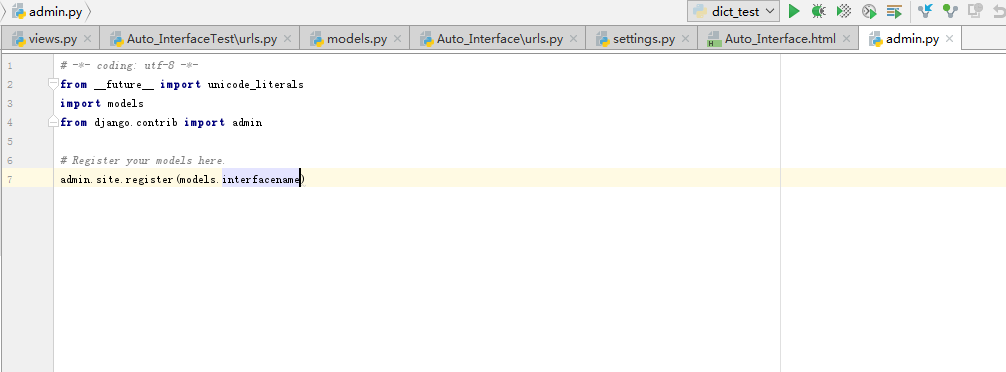 admin.py
dict_test
views.py
Auto_InterfaceTest\urls.py
models.py
Auto_Interface\urls.py
settings.py
Auto_Interface.html
admin.py
1 # -*- coding: utf-8 -*-
2 from __future__ import unicode_literals
3 import models
4 from django.contrib import admin
5
6 # Register your models here.
7 admin.site.register(models.interfacename)